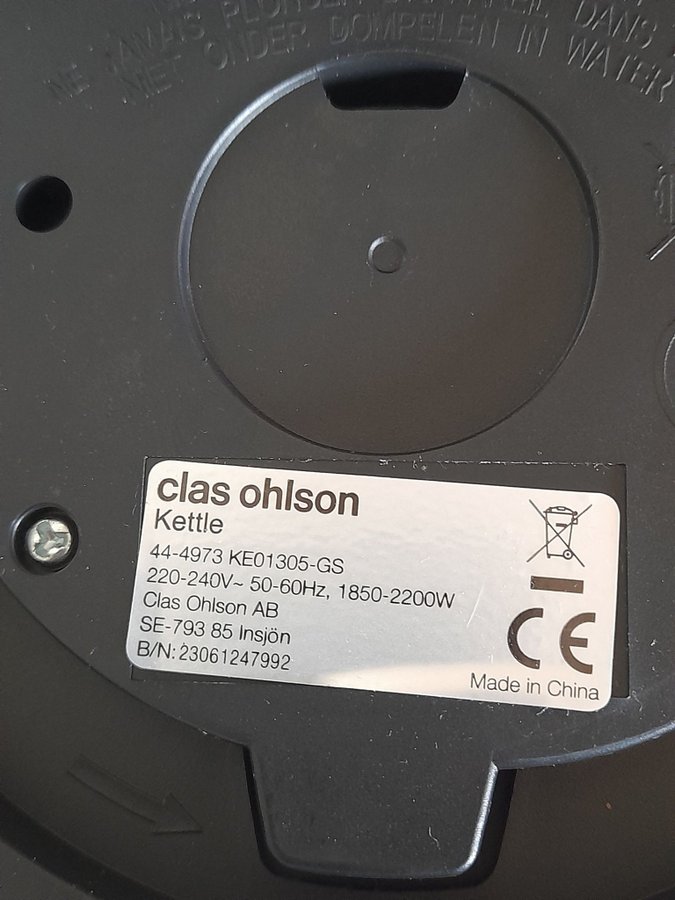 NE JAMAIS PLONGER DANS
NIET ONDER DOMPELEN IN WATER
clas ohlson
Kettle
44-4973 KE01305-GS
220-240V~ 50-60Hz, 1850-2200W
Clas Ohlson AB
SE-793 85 Insjön
B/N: 23061247992
CE
Made in China